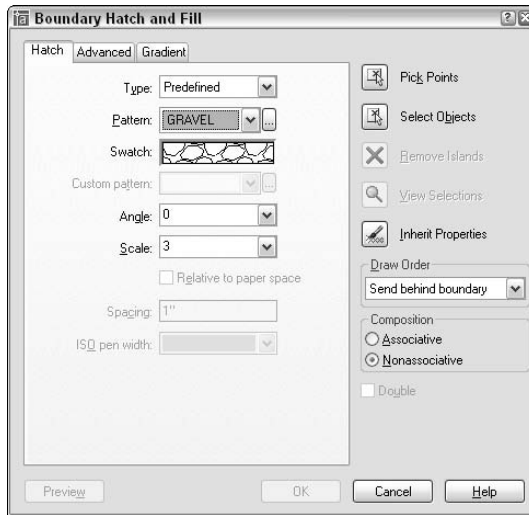 Boundary Hatch and Fill
Hatch
Advanced
Gradient
Type: Predefined
Pattern: GRAVEL
...
Swatch:
Custom pattern:
...
Angle: 0
Scale: 3
Relative to paper space
Spacing: 1"
ISO pen width:
Pick Points
Select Objects
Remove Islands
View Selections
Inherit Properties
Draw Order
Send behind boundary
Composition
Associative
Nonassociative
Double
Preview
OK
Cancel
Help